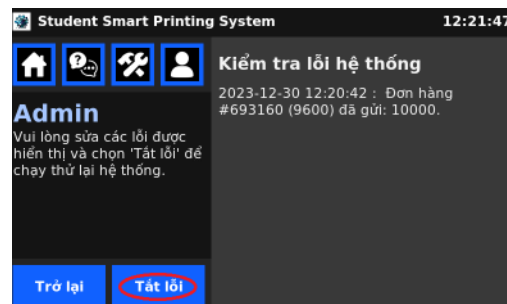 Student Smart Printing System
12:21:47
Kiểm tra lỗi hệ thống
2023-12-30 12:20:42 : Đơn hàng
#693160 (9600) đã gửi: 10000.
Admin
Vui lòng sửa các lỗi được
hiển thị và chọn 'Tắt lỗi' để
chạy thử lại hệ thống.
Trở lại
Tắt lỗi